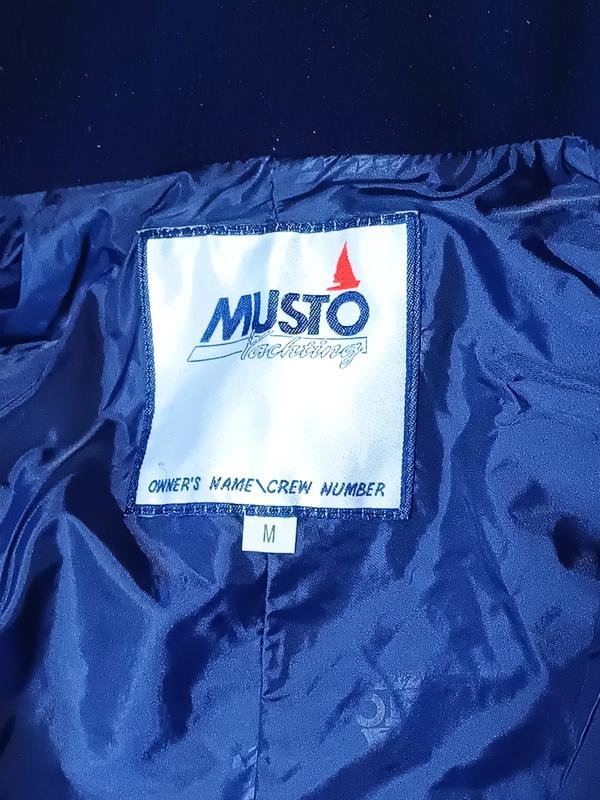 MUSTO
Yachting
OWNER'S NAME\CREW NUMBER
M